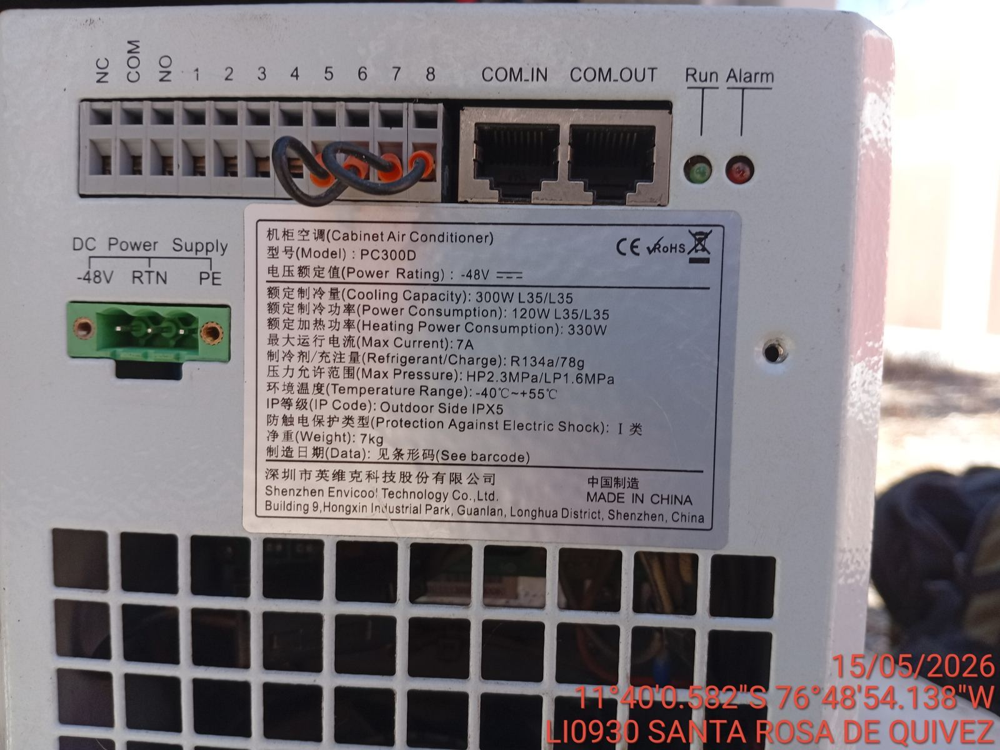 NC COM NO 1 2 3 4 5 6 7 8 COM-IN COM-OUT Run Alarm
DC Power Supply
-48V RTN PE
机柜空调(Cabinet Air Conditioner)
CE RoHS
型号(Model) : PC300D
电压额定值(Power Rating) : -48V
额定制冷量(Cooling Capacity): 300W L35/L35
额定制冷功率(Power Consumption): 120W L35/L35
额定加热功率(Heating Power Consumption): 330W
最大运行电流(Max Current): 7A
制冷剂/充注量(Refrigerant/Charge): R134a/78g
压力允许范围(Max Pressure): HP2.3MPa/LP1.6MPa
环境温度(Temperature Range): -40℃~+55℃
IP等级(IP Code): Outdoor Side IPX5
防触电保护类型(Protection Against Electric Shock): I 类
净重(Weight): 7kg
制造日期(Data): 见条形码(See barcode)
深圳市英维克科技股份有限公司
中国制造
Shenzhen Envicool Technology Co.,Ltd.
MADE IN CHINA
Building 9,Hongxin Industrial Park, Guanlan, Longhua District, Shenzhen, China
15/05/2026
11°40'0.582"S 76°48'54.138"W
LI0930 SANTA ROSA DE QUIVEZ